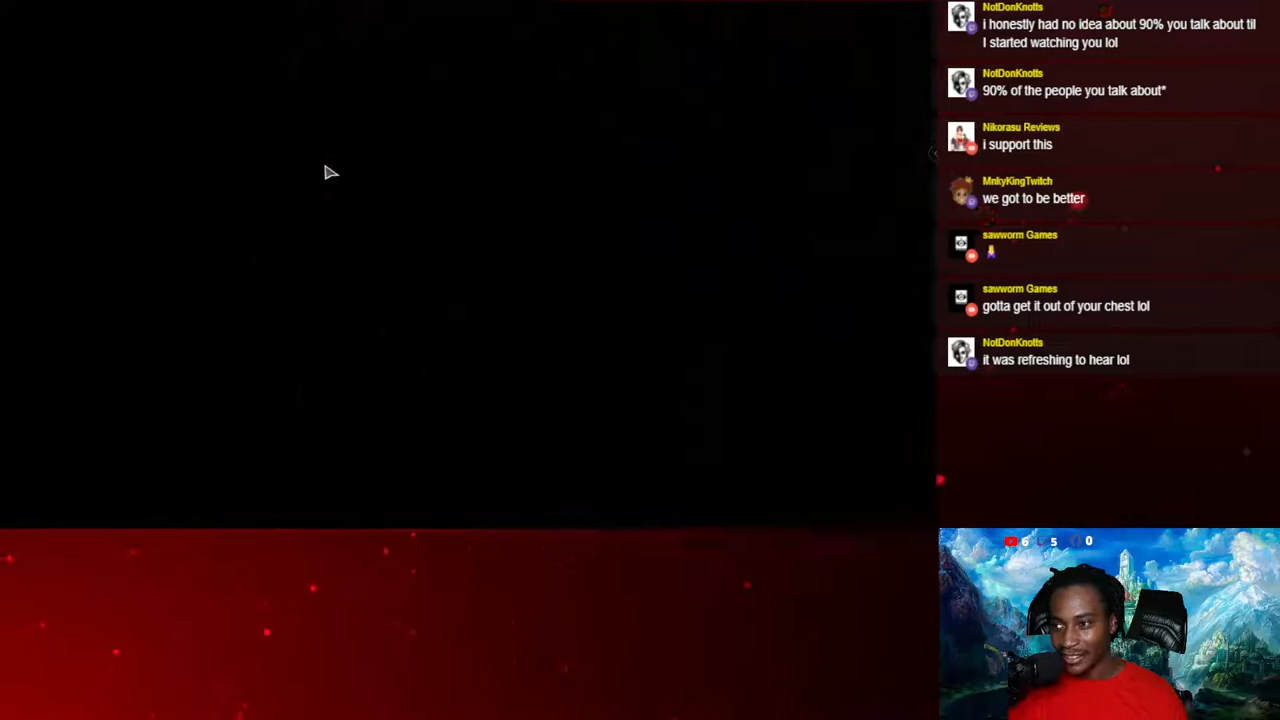 NotDonKnotts
i honestly had no idea about 90% you talk about til
I started watching you lol
NotDonKnotts
90% of the people you talk about*
Nikorasu Reviews
i support this
MnkyKingTwitch
we got to be better
sawworm Games
sawworm Games
gotta get it out of your chest lol
NotDonKnotts
it was refreshing to hear lol
6 5 0